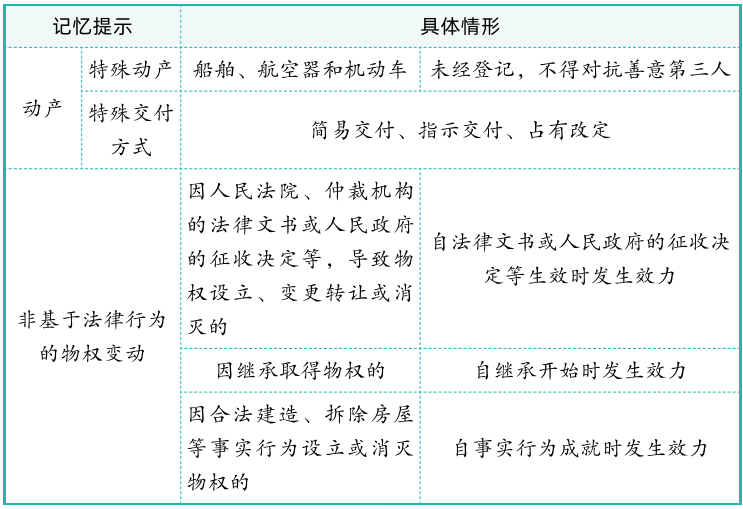 记忆提示
具体情形
动产
特殊动产
船舶、航空器和机动车
未经登记，不得对抗善意第三人
特殊交付
方式
简易交付、指示交付、占有改定
非基于法律行为
的物权变动
因人民法院、仲裁机构
的法律文书或人民政府
的征收决定等，导致物
权设立、变更转让或消
灭的
自法律文书或人民政府的征收决
定等生效时发生效力
因继承取得物权的
自继承开始时发生效力
因合法建造、拆除房屋
等事实行为设立或消灭
物权的
自事实行为成就时发生效力